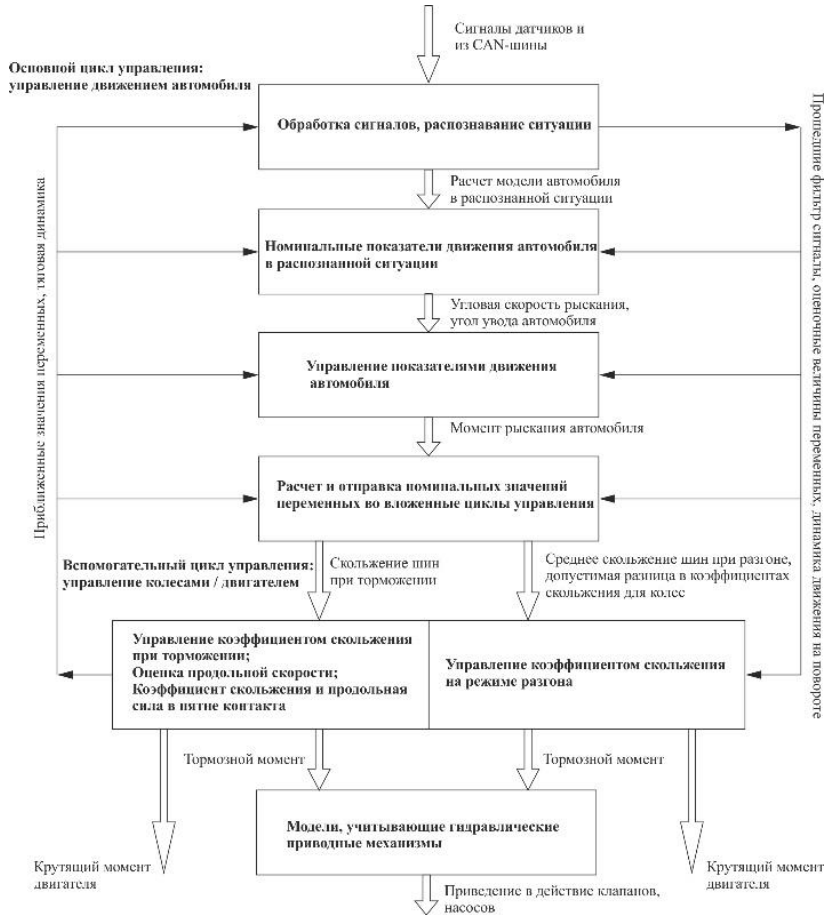 Сигналы датчиков и
из CAN-шины
Основной цикл управления:
управление движением автомобиля
Обработка сигналов, распознавание ситуации
Расчет модели автомобиля
в распознанной ситуации
Номинальные показатели движения автомобиля
в распознанной ситуации
Угловая скорость рыскания,
угол увода автомобиля
Управление показателями движения
автомобиля
Момент рыскания автомобиля
Расчет и отправка номинальных значений
переменных во вложенные циклы управления
Вспомогательный цикл управления:
управление колесами / двигателем
Скольжение шин
при торможении
Среднее скольжение шин при разгоне,
допустимая разница в коэффициентах
скольжения для колес
Управление коэффициентом скольжения
при торможении;
Оценка продольной скорости;
Коэффициент скольжения и продольная
сила в пятне контакта
Управление коэффициентом скольжения
на режиме разгона
Тормозной момент
Тормозной момент
Модели, учитывающие гидравлические
приводные механизмы
Крутящий момент
двигателя
Крутящий момент
двигателя
Приведение в действие клапанов,
насосов
Приближенные значения переменных, тяговая динамика
Прошедшие фильтр сигналы, оценочные величины переменных, динамика движения на повороте